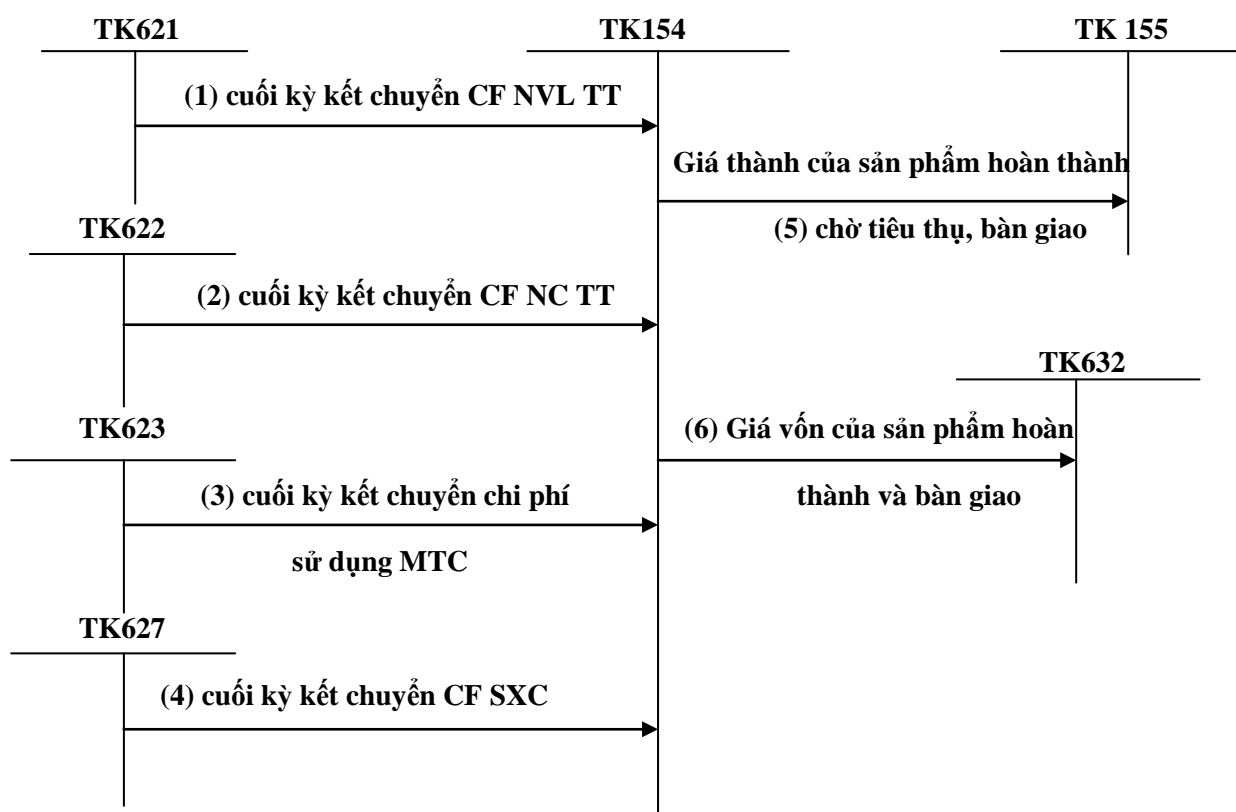 TK621
TK154
TK 155
(1) cuối kỳ kết chuyển CF NVL TT
Giá thành của sản phẩm hoàn thành
(5) chờ tiêu thụ, bàn giao
TK622
(2) cuối kỳ kết chuyển CF NC TT
TK632
TK623
(6) Giá vốn của sản phẩm hoàn
thành và bàn giao
(3) cuối kỳ kết chuyển chi phí
sử dụng MTC
TK627
(4) cuối kỳ kết chuyển CF SXC